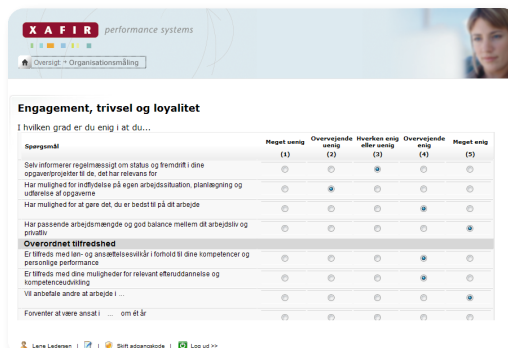 XAFIR performance systems
Oversigt Organisationsmåling
Engagement, trivsel og loyalitet
I hvilken grad er du enig i at du...
Spørgsmål
Meget uenig
(1)
Overvejende
uenig
(2)
Hverken enig
eller uenig
(3)
Overvejende
enig
(4)
Meget enig
(5)
Selv informerer regelmæssigt om status og fremdrift i dine
opgaver/projekter til de, det har relevans for
Har mulighed for indflydelse på egen arbejdssituation, planlægning og
udførelse af opgaverne
Har mulighed for at gøre det, du er bedst til på dit arbejde
Har passende arbejdsmængde og god balance mellem dit arbejdsliv og
privatliv
Overordnet tilfredshed
Er tilfreds med løn- og ansættelsesvilkår i forhold til dine kompetencer og
personlige performance
Er tilfreds med dine muligheder for relevant efteruddannelse og
kompetenceudvikling
Vil anbefale andre at arbejde i ...
Forventer at være ansat i ... om ét år
Lene Ledersen | | Skift adgangskode | Log ud >>